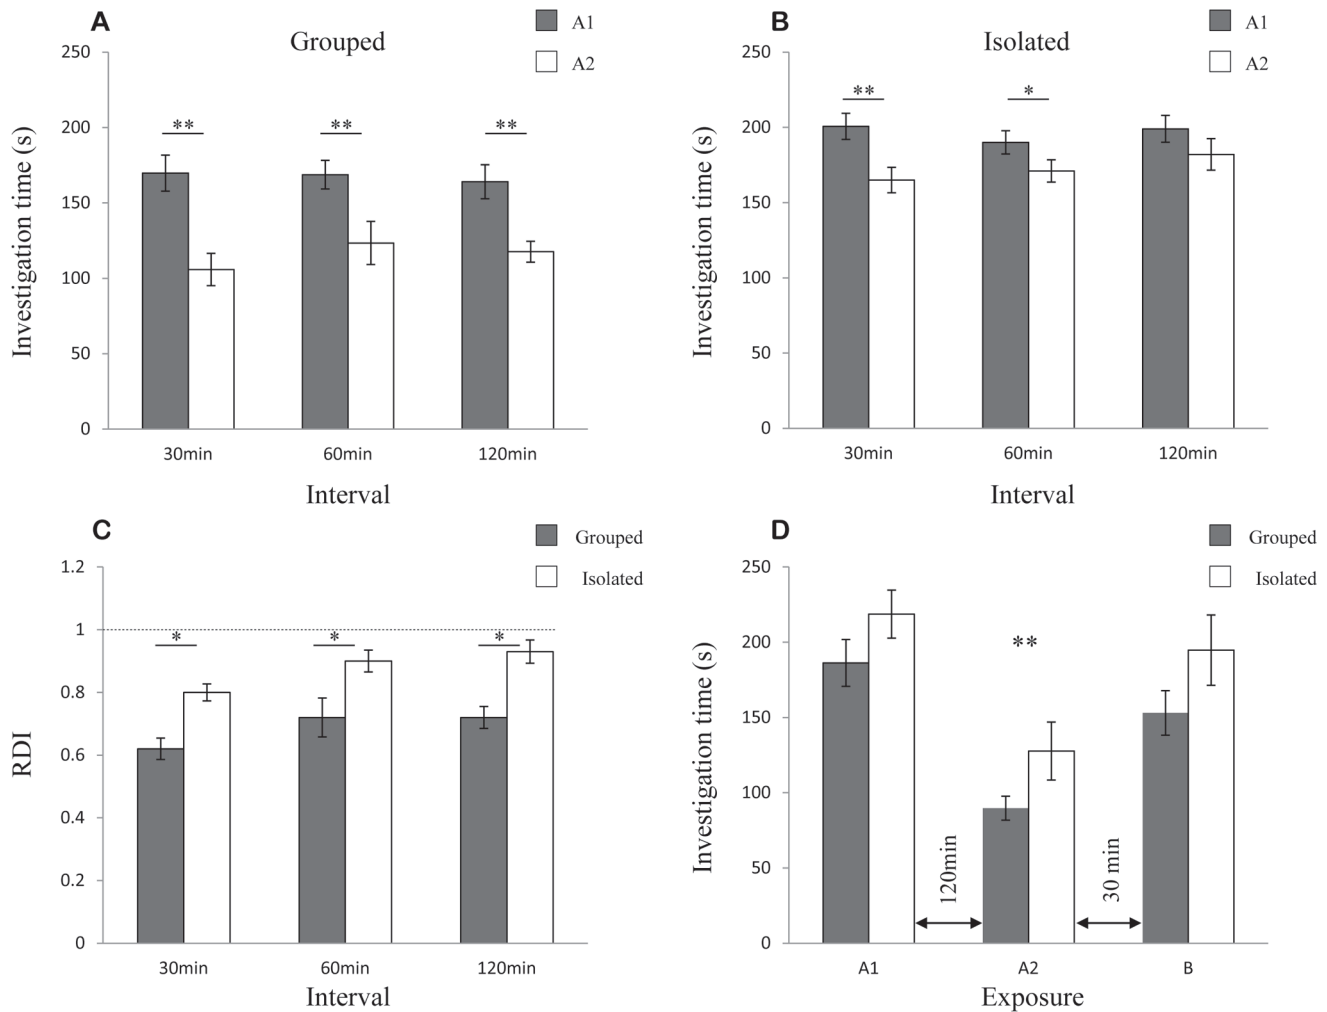 A
Grouped
A1
A2
250
200
150
100
50
0
Investigation time (s)
**
**
**
30min
60min
120min
Interval
B
Isolated
A1
A2
250
200
150
100
50
0
Investigation time (s)
**
*
30min
60min
120min
Interval
C
Grouped
Isolated
1.2
1
0.8
0.6
0.4
0.2
0
RDI
*
*
*
30min
60min
120min
Interval
D
Grouped
Isolated
250
200
150
100
50
0
Investigation time (s)
**
120min
30 min
A1
A2
B
Exposure